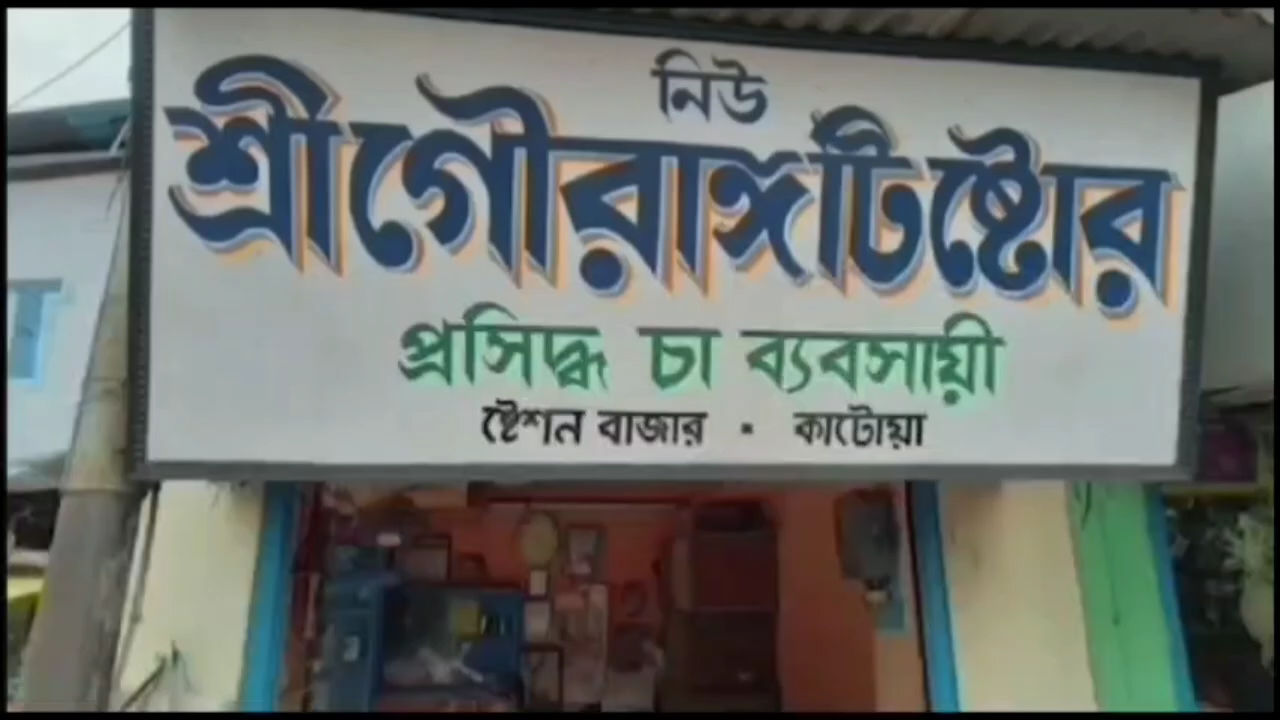 নিউ
শ্রীগৌরাঙ্গ টি ষ্টোর
প্রসিদ্ধ চা ব্যবসায়ী
ষ্টেশন বাজার • কাটোয়া